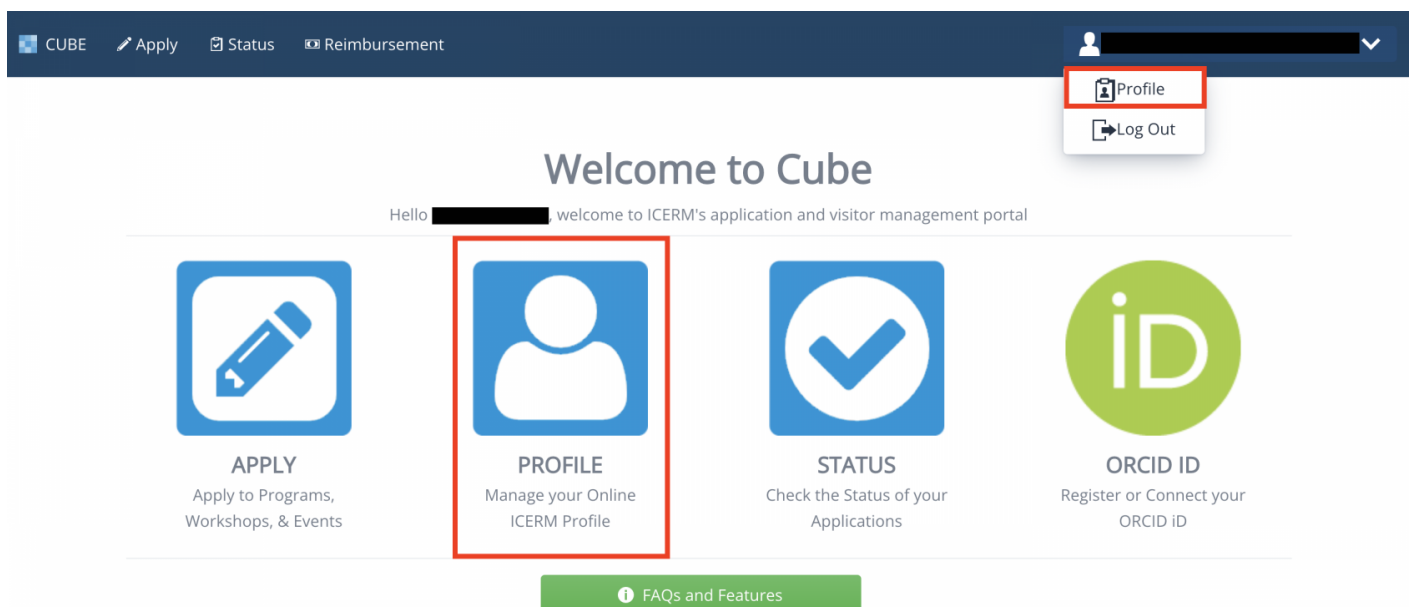 CUBE Apply Status Reimbursement
Profile
Log Out
Welcome to Cube
Hello , welcome to ICERM's application and visitor management portal
iD
APPLY
Apply to Programs,
Workshops, & Events
PROFILE
Manage your Online
ICERM Profile
STATUS
Check the Status of your
Applications
ORCID ID
Register or Connect your
ORCID iD
FAQs and Features